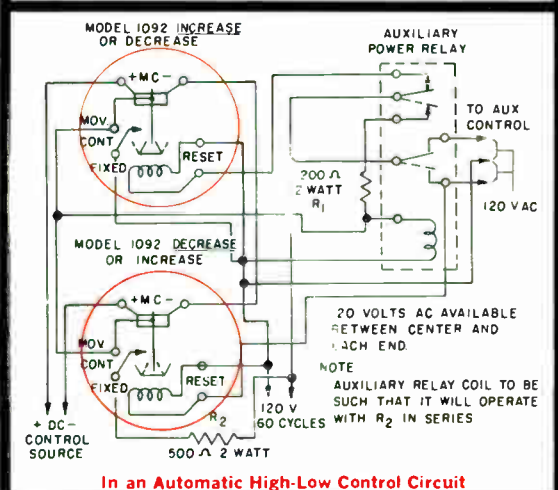 MODEL 1092 INCREASE
OR DECREASE
+MC-
MOV.
CONT
FIXED
RESET
AUXILIARY
POWER RELAY
TO AUX
CONTROL
120 VAC
200 Ω
2 WATT
R1
MODEL 1092 DECREASE
OR INCREASE
+MC-
MOV.
CONT
FIXED
RESET
R2
500 Ω 2 WATT
+ DC-
CONTROL
SOURCE
120 V
60 CYCLES
20 VOLTS AC AVAILABLE
BETWEEN CENTER AND
EACH END.
NOTE
AUXILIARY RELAY COIL TO BE
SUCH THAT IT WILL OPERATE
WITH R2 IN SERIES
In an Automatic High-Low Control Circuit